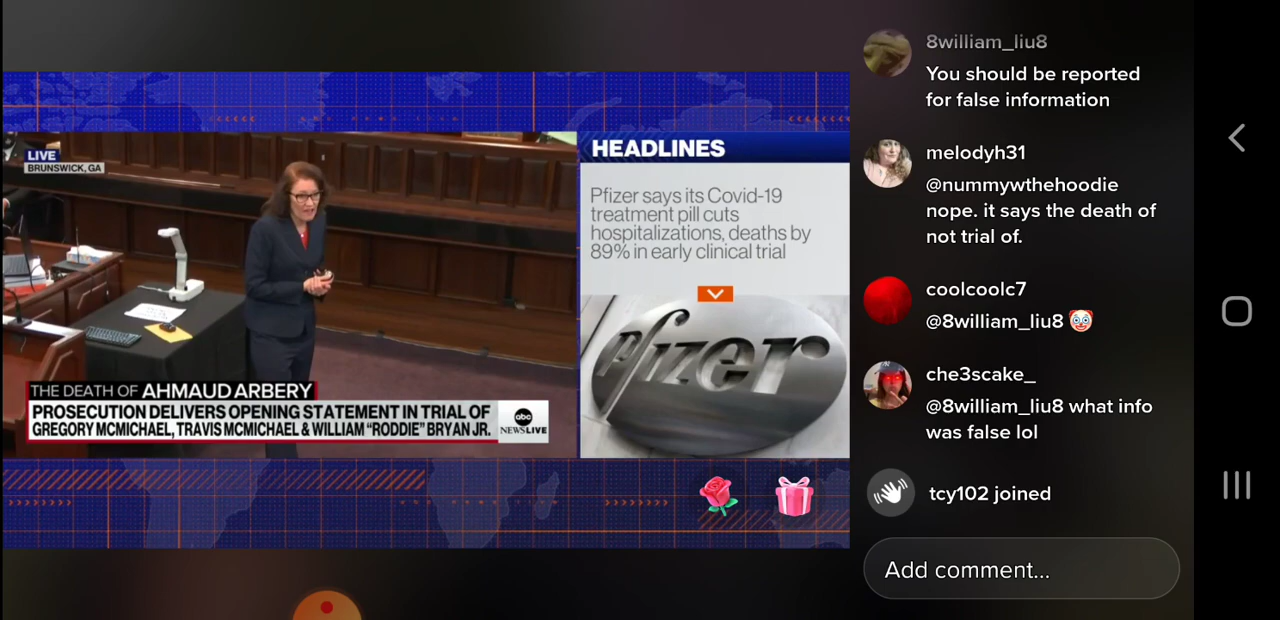 LIVE
BRUNSWICK, GA
HEADLINES
Pfizer says its Covid-19
treatment pill cuts
hospitalizations, deaths by
89% in early clinical trial
Pfizer
THE DEATH OF AHMAUD ARBERY
PROSECUTION DELIVERS OPENING STATEMENT IN TRIAL OF
GREGORY MCMICHAEL, TRAVIS MCMICHAEL & WILLIAM "RODDIE" BRYAN JR.
abc
NEWS LIVE
8william_liu8
You should be reported
for false information
melodyh31
@nummywthehoodie
nope. it says the death of
not trial of.
coolcoolc7
@8william_liu8 🤡
che3scake_
@8william_liu8 what info
was false lol
tcy102 joined
Add comment...